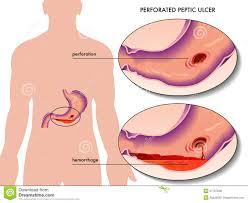 PERFORATED PEPTIC ULCER
perforation
hemorrhage